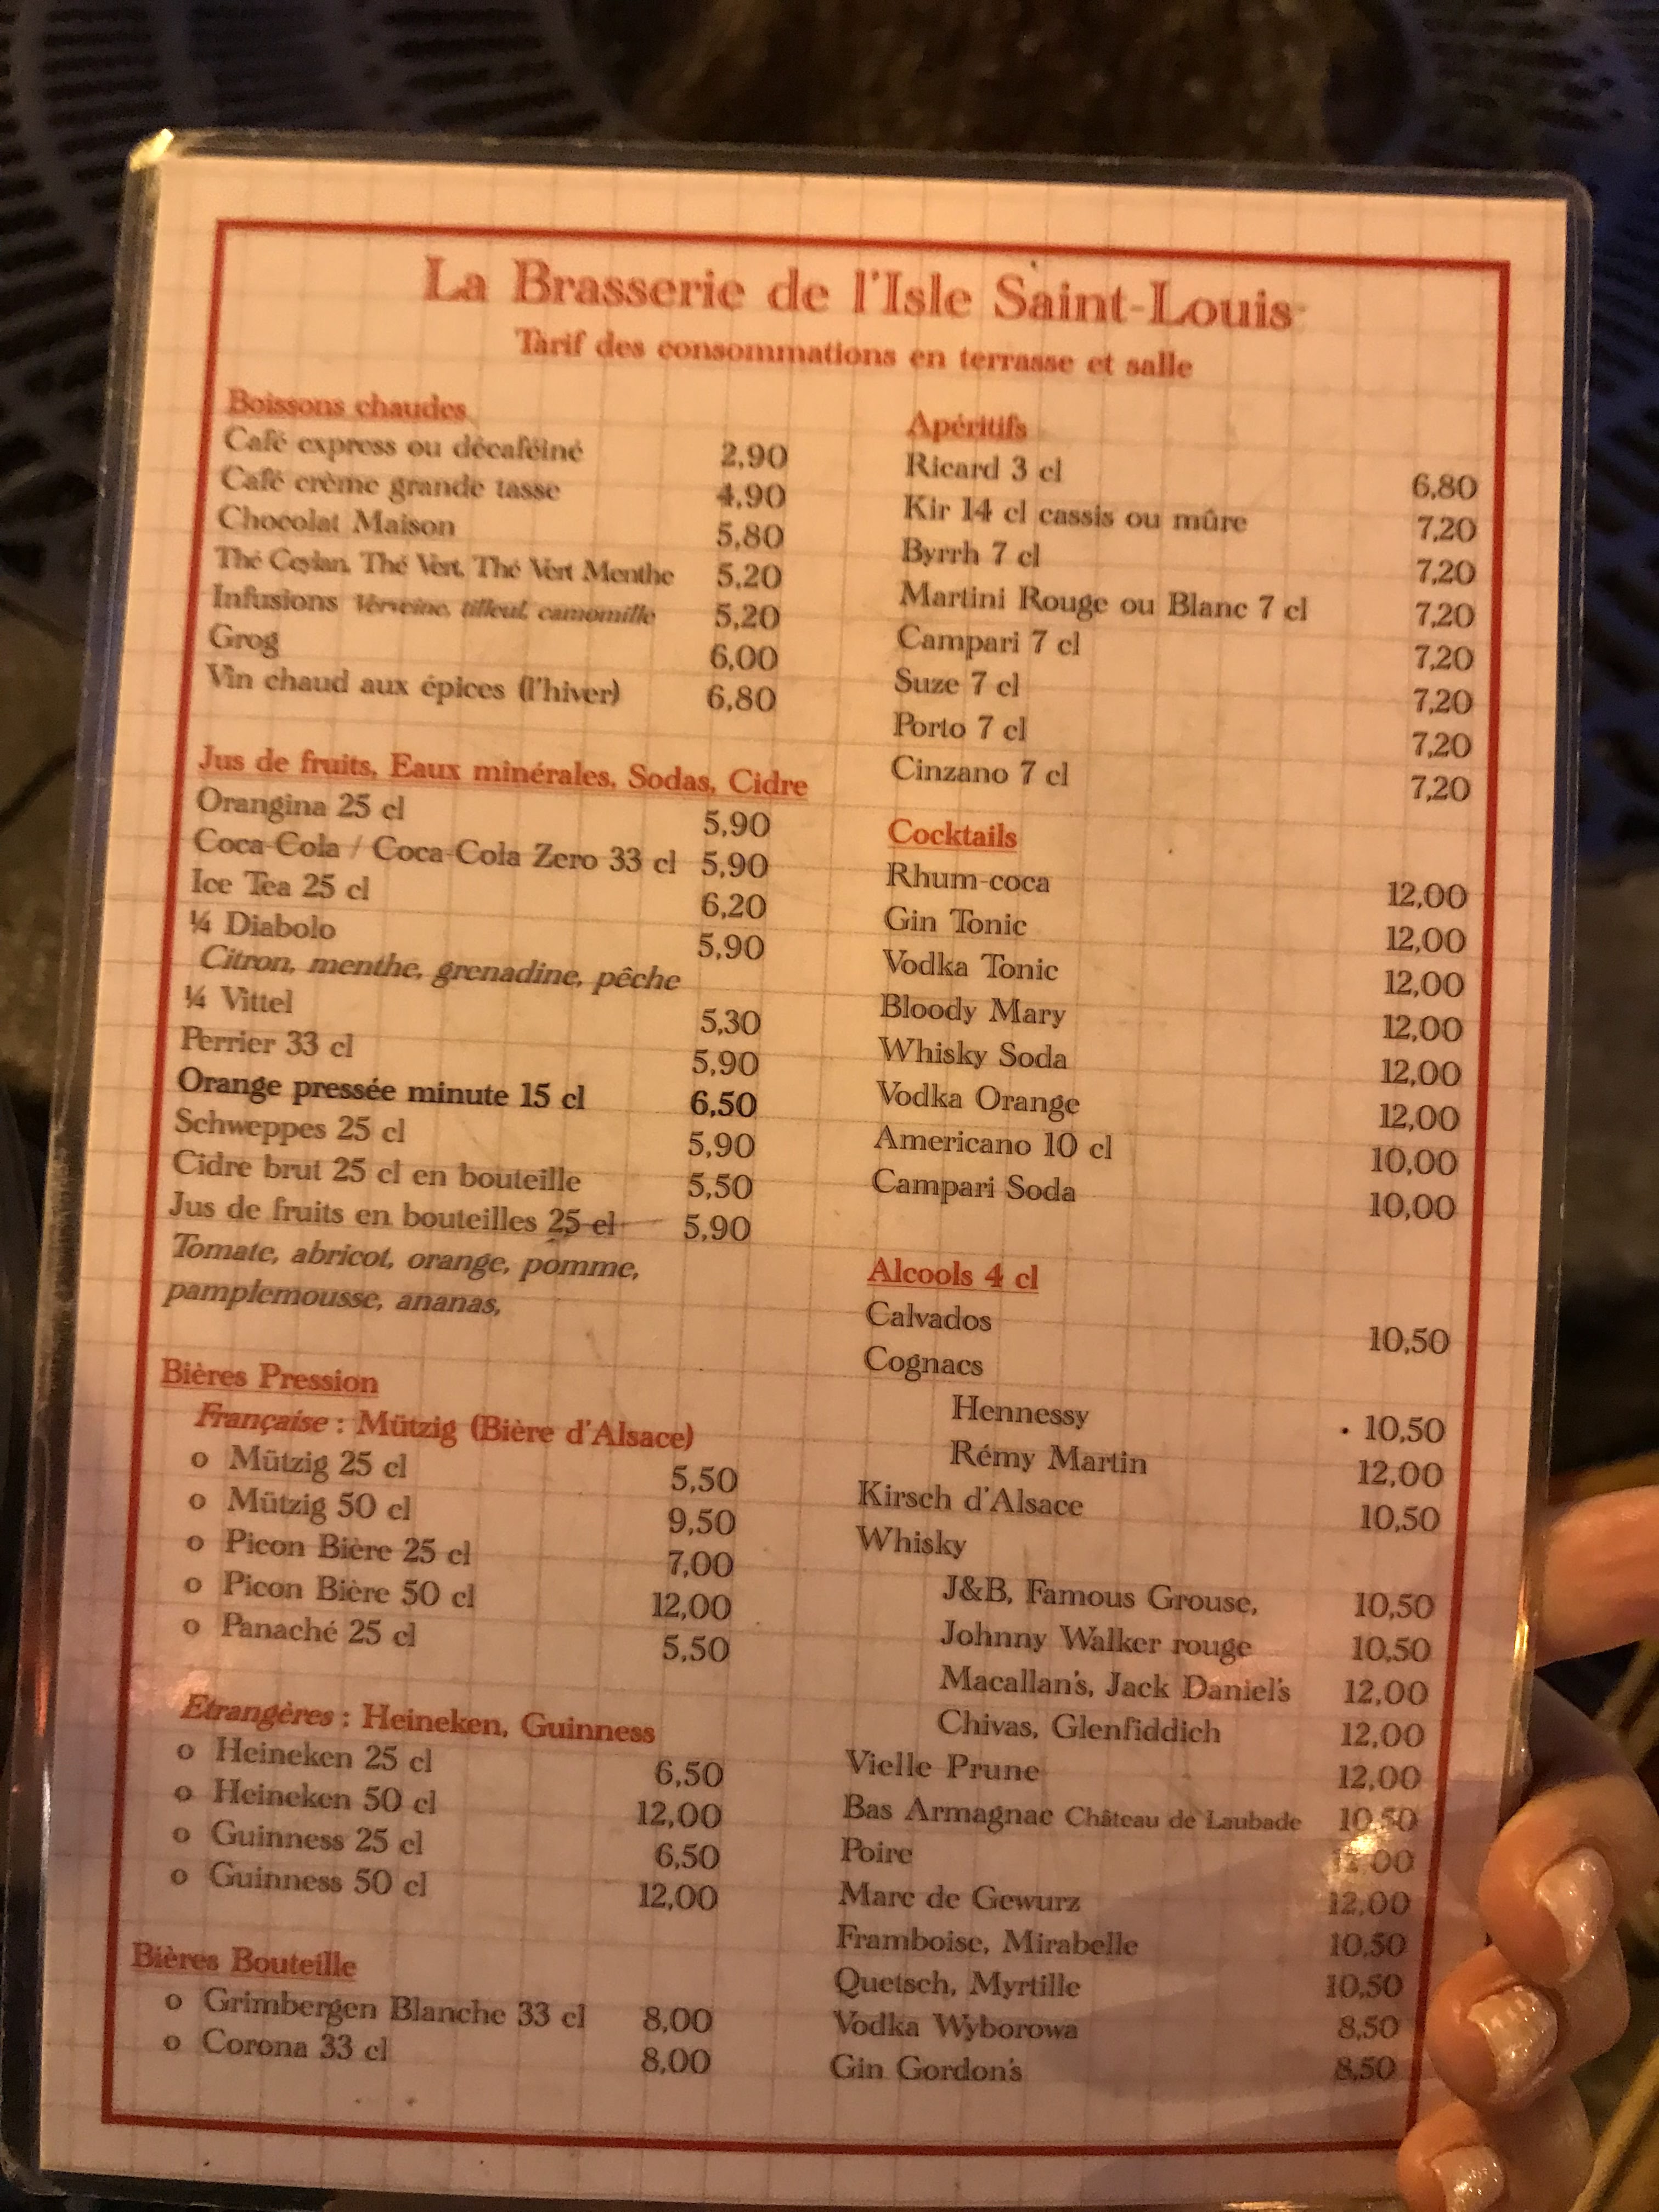 La Brasserie de l'Isle Saint-Louis
Tarif des consommations en terrasse et salle
Boissons chaudes
Café express ou décaféiné 2,90
Café crème grande tasse 4,90
Chocolat Maison 5,80
Thé Ceylan, Thé Vert, Thé Vert Menthe 5,20
Infusions Verveine, tilleul, camomille 5,20
Grog 6,00
Vin chaud aux épices (l'hiver) 6,80
Jus de fruits, Eaux minérales, Sodas, Cidre
Orangina 25 cl 5,90
Coca-Cola / Coca-Cola Zero 33 cl 5,90
Ice Tea 25 cl 6,20
¼ Diabolo 5,90
Citron, menthe, grenadine, pêche
¼ Vittel 5,30
Perrier 33 cl 5,90
Orange pressée minute 15 cl 6,50
Schweppes 25 cl 5,90
Cidre brut 25 cl en bouteille 5,50
Jus de fruits en bouteilles 25 cl 5,90
Tomate, abricot, orange, pomme,
pamplemousse, ananas,
Bières Pression
Française : Mützig (Bière d'Alsace)
o Mützig 25 cl 5,50
o Mützig 50 cl 9,50
o Picon Bière 25 cl 7,00
o Picon Bière 50 cl 12,00
o Panaché 25 cl 5,50
Etrangères : Heineken, Guinness
o Heineken 25 cl 6,50
o Heineken 50 cl 12,00
o Guinness 25 cl 6,50
o Guinness 50 cl 12,00
Bières Bouteille
o Grimbergen Blanche 33 cl 8,00
o Corona 33 cl 8,00
Apéritifs
Ricard 3 cl 6,80
Kir 14 cl cassis ou mûre 7,20
Byrrh 7 cl 7,20
Martini Rouge ou Blanc 7 cl 7,20
Campari 7 cl 7,20
Suze 7 cl 7,20
Porto 7 cl 7,20
Cinzano 7 cl 7,20
Cocktails
Rhum-coca 12,00
Gin Tonic 12,00
Vodka Tonic 12,00
Bloody Mary 12,00
Whisky Soda 12,00
Vodka Orange 12,00
Americano 10 cl 10,00
Campari Soda 10,00
Alcools 4 cl
Calvados 10,50
Cognacs
Hennessy 10,50
Rémy Martin 12,00
Kirsch d'Alsace 10,50
Whisky
J&B, Famous Grouse, 10,50
Johnny Walker rouge 10,50
Macallan's, Jack Daniel's 12,00
Chivas, Glenfiddich 12,00
Vielle Prune 12,00
Bas Armagnac Château de Laubade 10,50
Poire
Marc de Gewurz 12,00
Framboise, Mirabelle 10,50
Quetsch, Myrtille 10,50
Vodka Wyborowa 8,50
Gin Gordon's 8,50